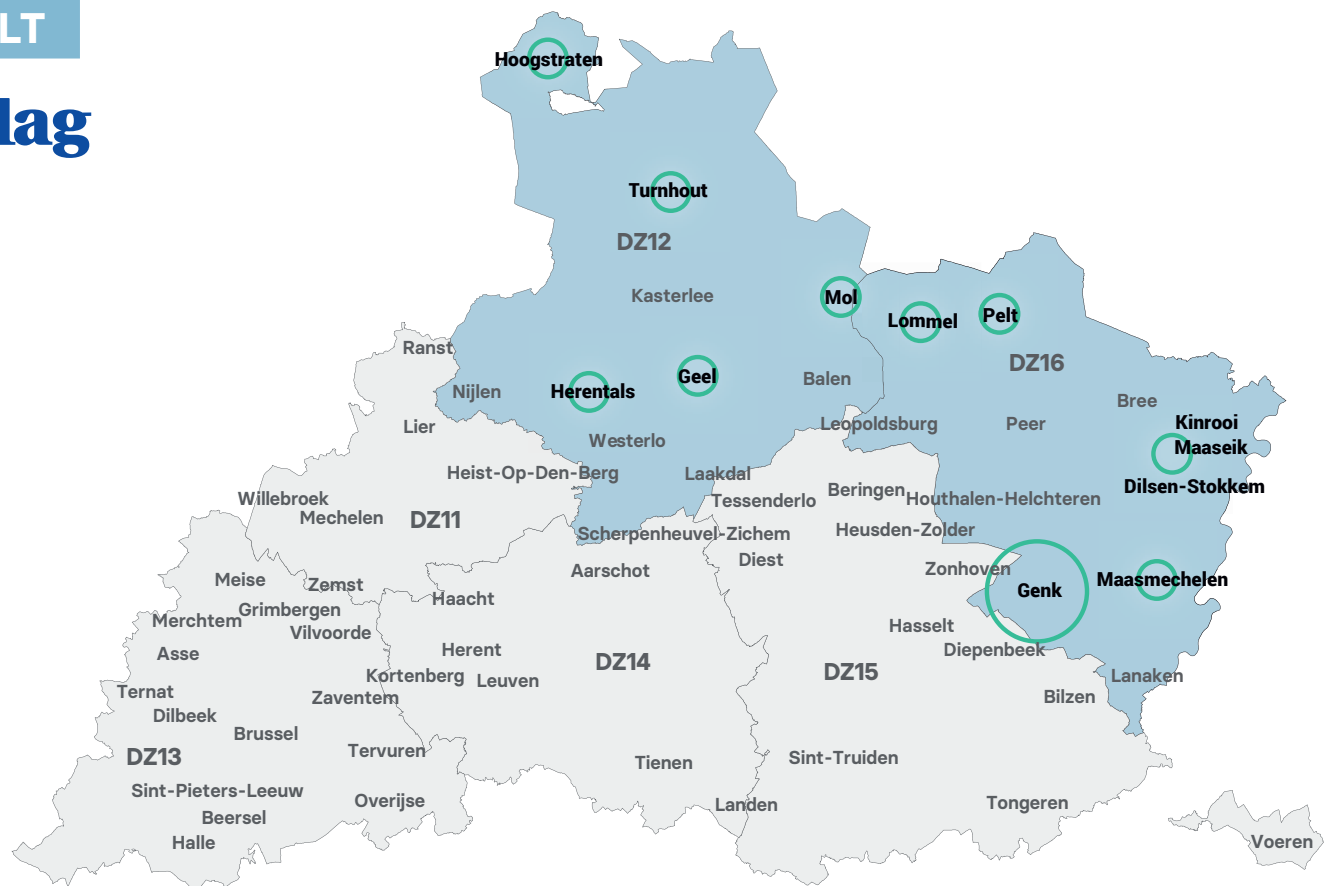 LT
dag
Hoogstraten
Turnhout
DZ12
Kasterlee
Mol
Lommel
Pelt
Ranst
DZ16
Nijlen
Herentals
Geel
Balen
Bree
Lier
Leopoldsburg
Peer
Kinrooi
Westerlo
Maaseik
Heist-Op-Den-Berg
Laakdal
Dilsen-Stokkem
Willebroek
Tessenderlo
Beringen
Houthalen-Helchteren
Mechelen
DZ11
Scherpenheuvel-Zichem
Heusden-Zolder
Diest
Zonhoven
Aarschot
Meise
Zemst
Genk
Maasmechelen
Haacht
Grimbergen
Merchtem
Vilvoorde
Hasselt
Asse
Herent
Diepenbeek
DZ14
DZ15
Kortenberg
Leuven
Lanaken
Ternat
Zaventem
Bilzen
Dilbeek
Brussel
DZ13
Tervuren
Tienen
Sint-Truiden
Sint-Pieters-Leeuw
Overijse
Landen
Tongeren
Beersel
Halle
Voeren